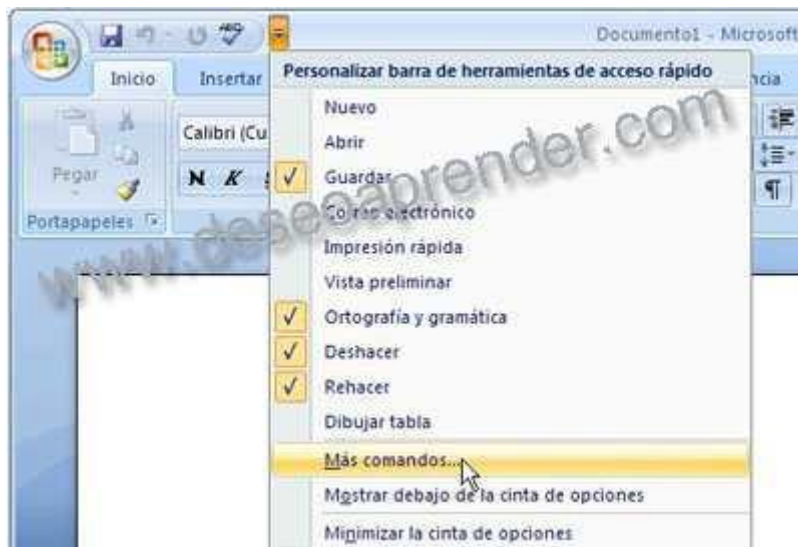 ABC
Documento1 - Microsoft
Inicio Insertar ncia
Personalizar barra de herramientas de acceso rápido
Nuevo
Abrir
Calibri (Cu
Pegar
N K
Guardar
Correo electrónico
Portapapeles
Impresión rápida
Vista preliminar
Ortografía y gramática
Deshacer
Rehacer
Dibujar tabla
Más comandos...
Mostrar debajo de la cinta de opciones
Minimizar la cinta de opciones
www.deseoaprender.com